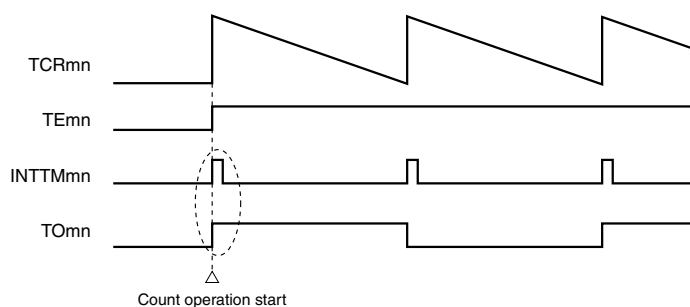 TCRmn
TEmn
INTTMmn
TOmn
Count operation start